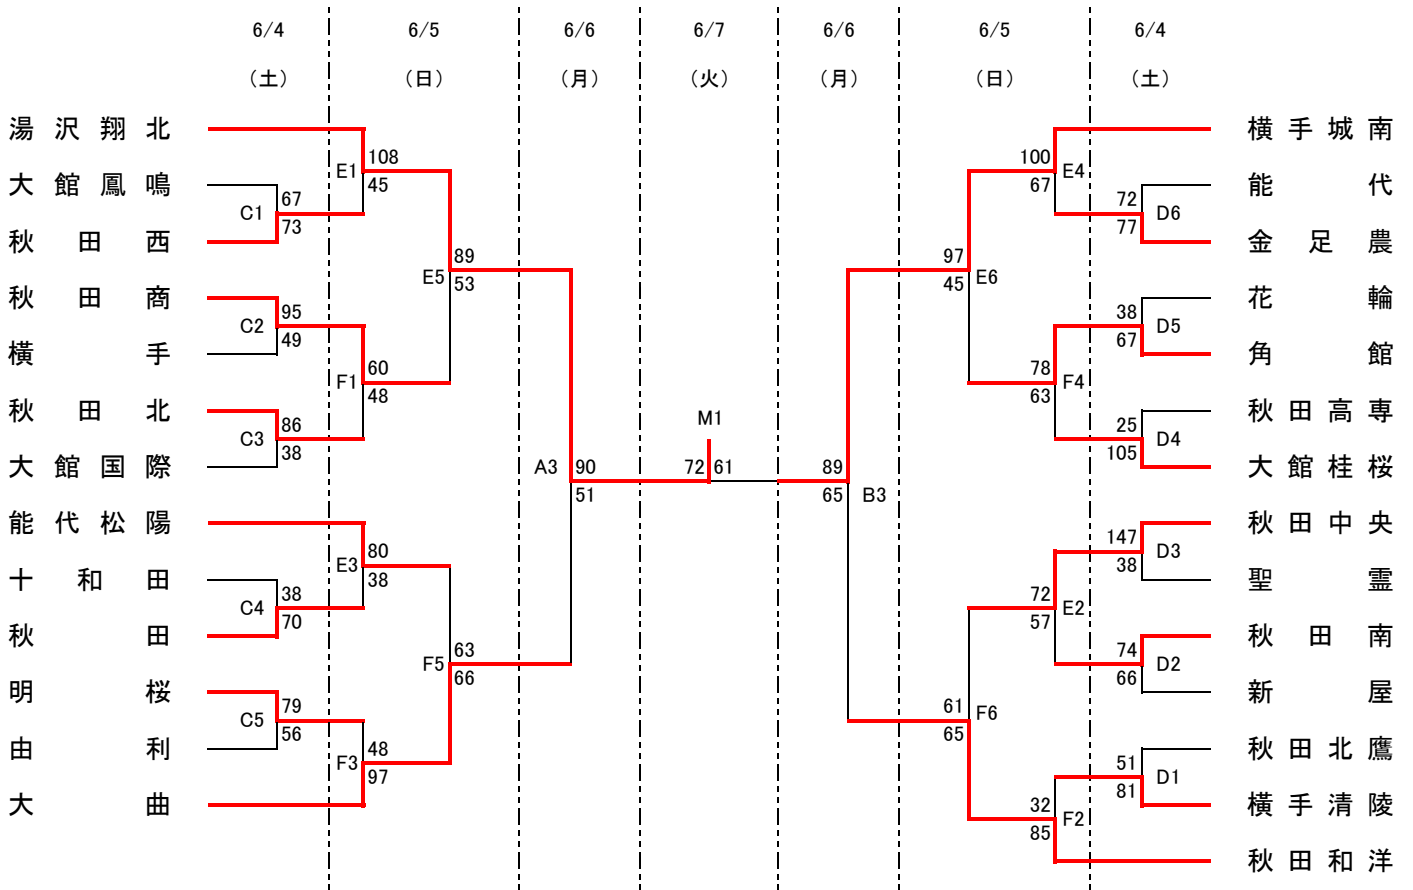 6/4 6/5 6/6 6/7 6/6 6/5 6/4
（土） （日） （月） （火） （月） （日） （土）
湯沢翔北 横手城南
108 100
E1 E4
大館鳳鳴 45 67 能代
67 72
C1 D6
秋田西 73 77 金足農
89 97
E5 E6
53 45
秋田商 花輪
95 38
C2 D5
49 67
横手 角館
60 78
F1 F4
48 63
秋田北 秋田高専
86 M1 25
C3 D4
38 105
大館国際 A3 90 72 61 89 大館桂桜
51 65 B3
能代松陽 秋田中央
147
80 D3
E3 38
十和田 38 聖霊
38 72
C4 E2
70 57
秋田 秋田南
63 74
F5 D2
66 66
明桜 新屋
79 61
C5 F6
56 65
由利 48 秋田北鷹
F3 51
97 D1
81
大曲 32 横手清陵
F2
85
秋田和洋